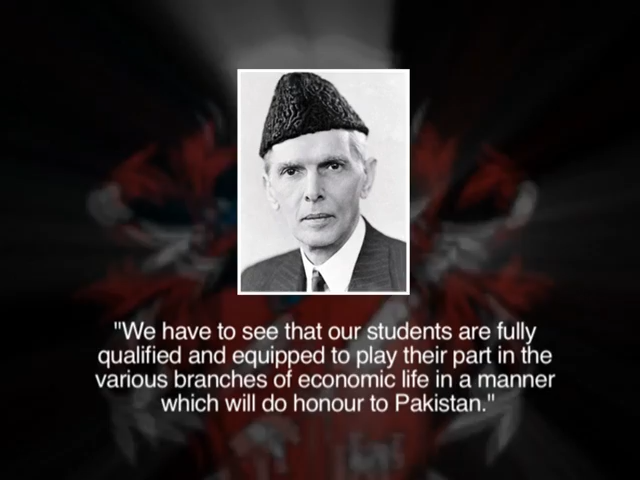 "We have to see that our students are fully
qualified and equipped to play their part in the
various branches of economic life in a manner
which will do honour to Pakistan."